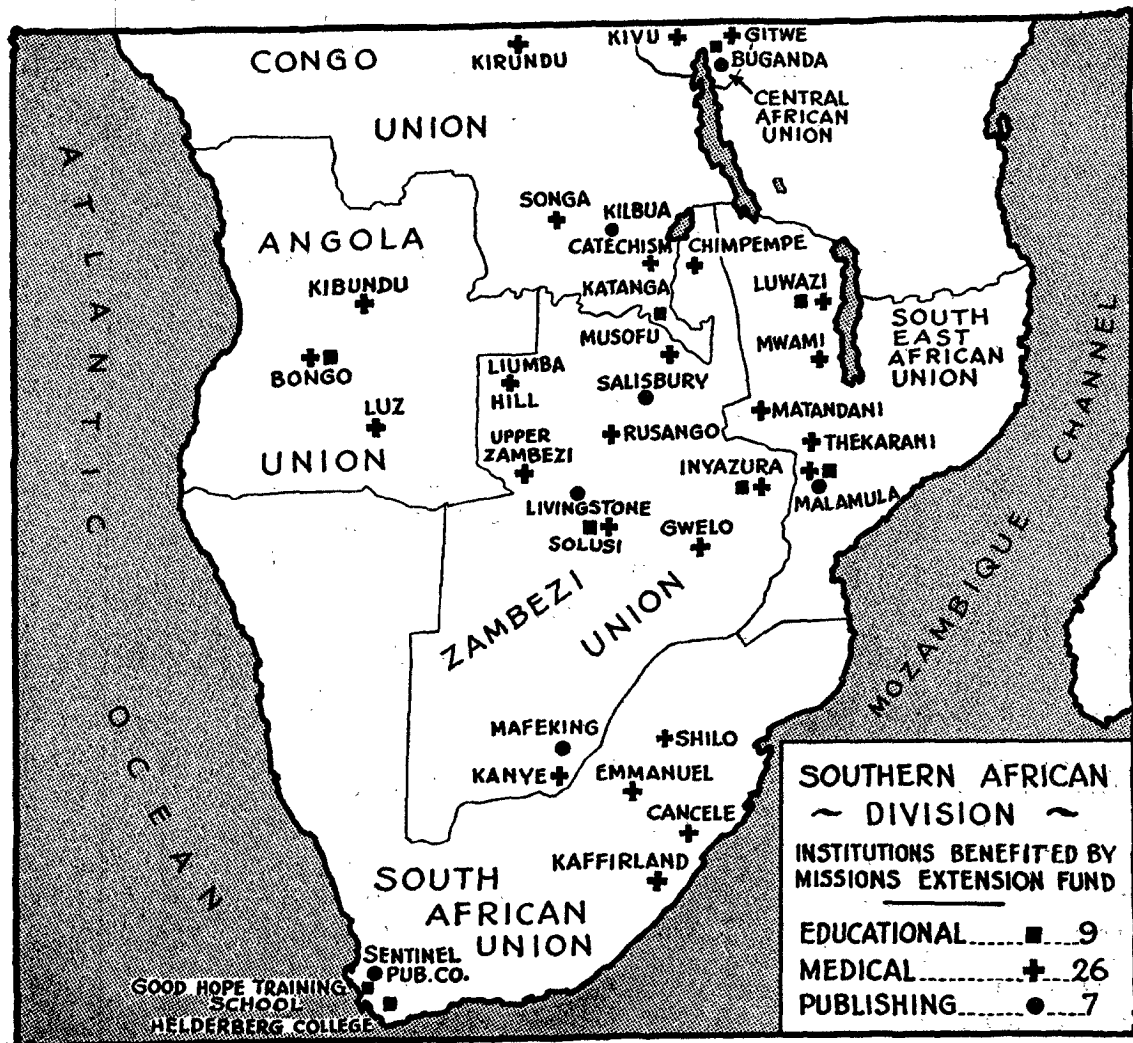 CONGO
UNION
KIRUNDU
KIVU
GITWE
BUGANDA
CENTRAL
AFRICAN
UNION
ATLANTIC
OCEAN
ANGOLA
UNION
KIBUNDU
BONGO
LUZ
SONGA
KILBUA
CATECHISM
CHIMPEMPE
KATANGA
MUSOFU
LUWAZI
MWAMI
SOUTH
EAST
AFRICAN
UNION
LIUMBA
HILL
SALISBURY
MATANDANI
UPPER
ZAMBEZI
RUSANGO
THEKARANI
INYAZURA
MALAMULA
LIVINGSTONE
SOLUSI
GWELO
ZAMBEZI
UNION
MOZAMBIQUE
CHANNEL
MAFEKING
SHILO
KANYE
EMMANUEL
CANCELE
KAFFIRLAND
SOUTH
AFRICAN
UNION
SENTINEL
PUB. CO.
GOOD HOPE TRAINING
SCHOOL
HELDERBERG COLLEGE
SOUTHERN AFRICAN
~ DIVISION ~
INSTITUTIONS BENEFITED BY
MISSIONS EXTENSION FUND
EDUCATIONAL......■....9
MEDICAL...........✚...26
PUBLISHING.......●....7